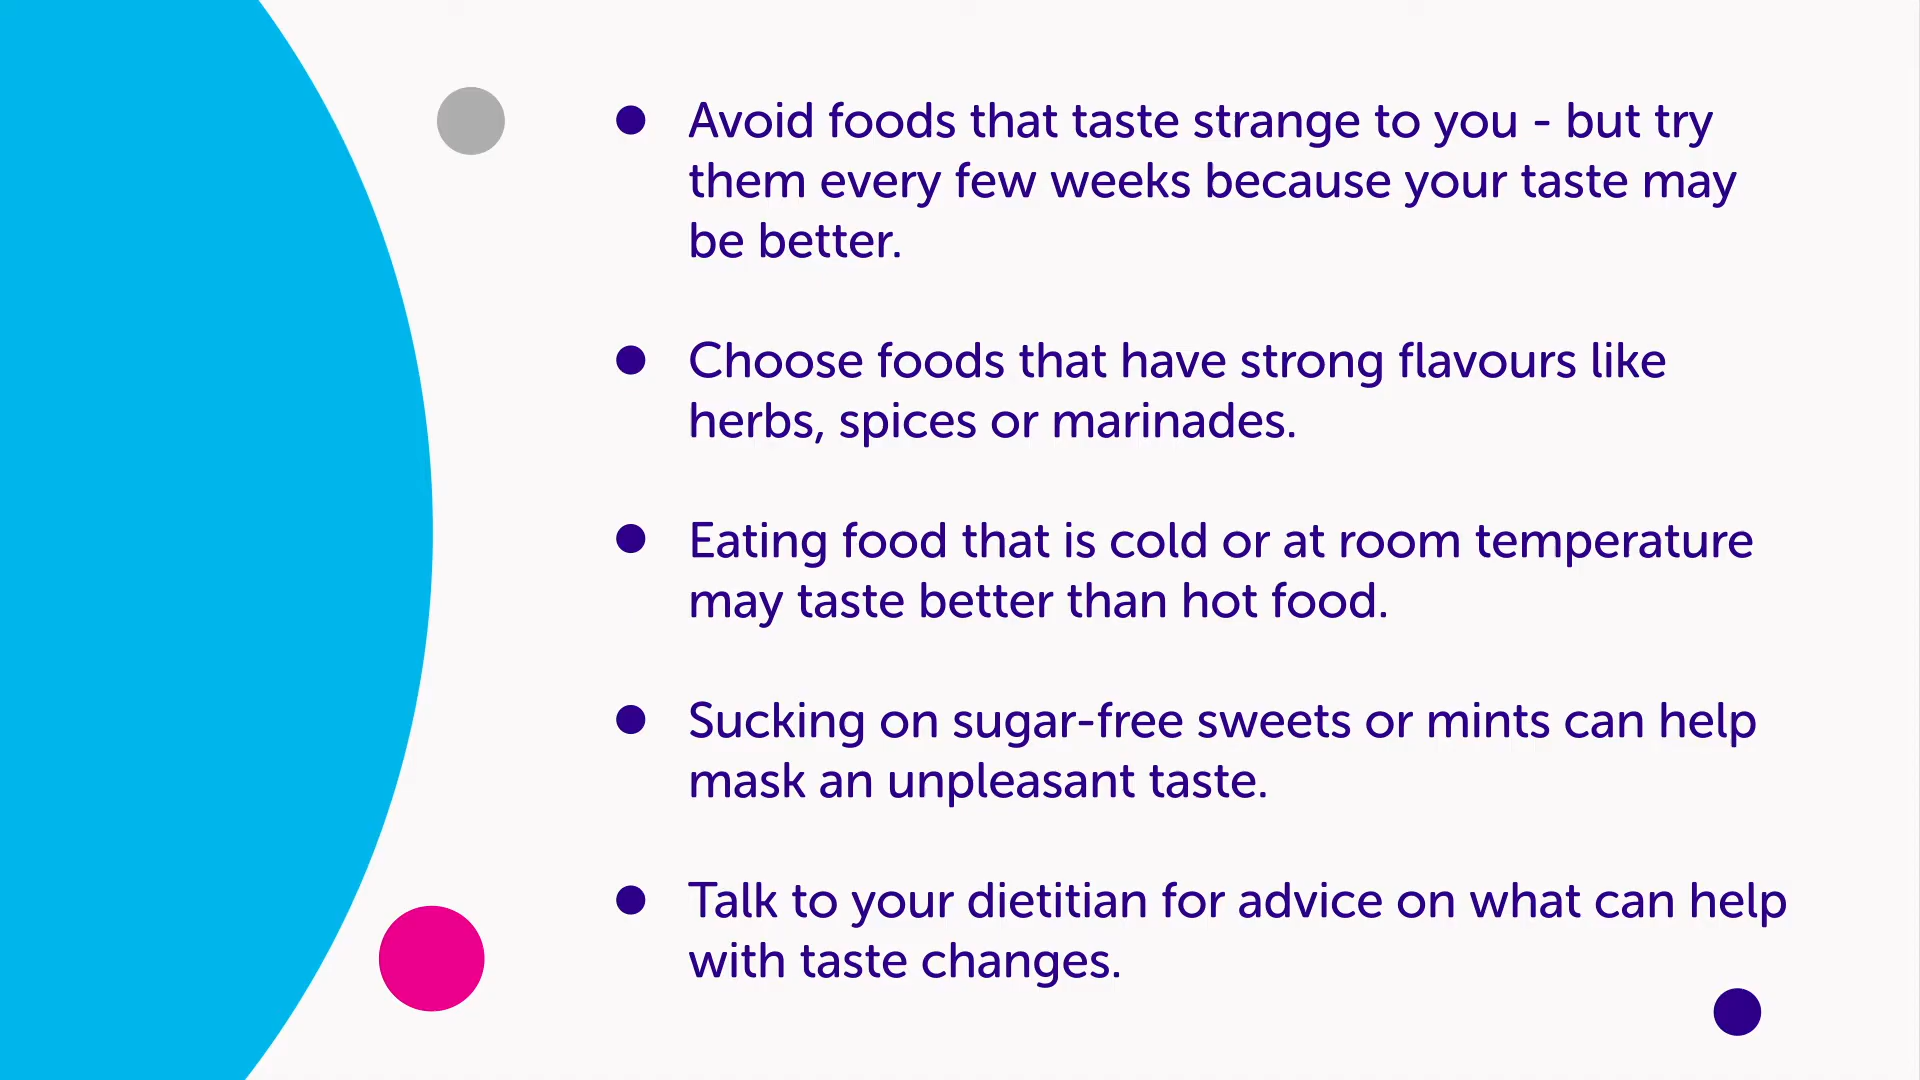 Avoid foods that taste strange to you - but try
them every few weeks because your taste may
be better.
Choose foods that have strong flavours like
herbs, spices or marinades.
Eating food that is cold or at room temperature
may taste better than hot food.
Sucking on sugar-free sweets or mints can help
mask an unpleasant taste.
Talk to your dietitian for advice on what can help
with taste changes.